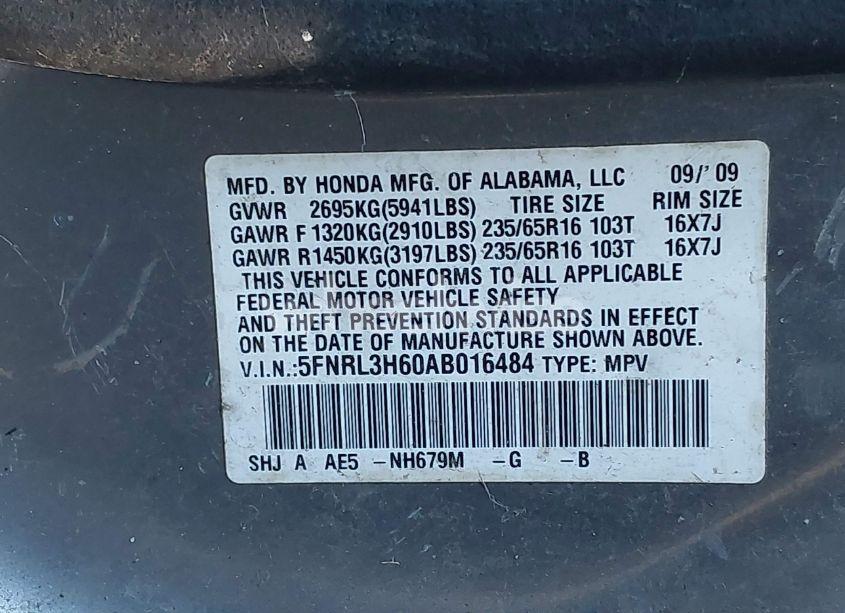 MFD. BY HONDA MFG. OF ALABAMA, LLC 09/'09
GVWR 2695KG(5941LBS) TIRE SIZE RIM SIZE
GAWR F 1320KG(2910LBS) 235/65R16 103T 16X7J
GAWR R1450KG(3197LBS) 235/65R16 103T 16X7J
THIS VEHICLE CONFORMS TO ALL APPLICABLE
FEDERAL MOTOR VEHICLE SAFETY
AND THEFT PREVENTION STANDARDS IN EFFECT
ON THE DATE OF MANUFACTURE SHOWN ABOVE.
V.I.N.:5FNRL3H60AB016484 TYPE: MPV
SHJ A AE5 -NH679M -G -B